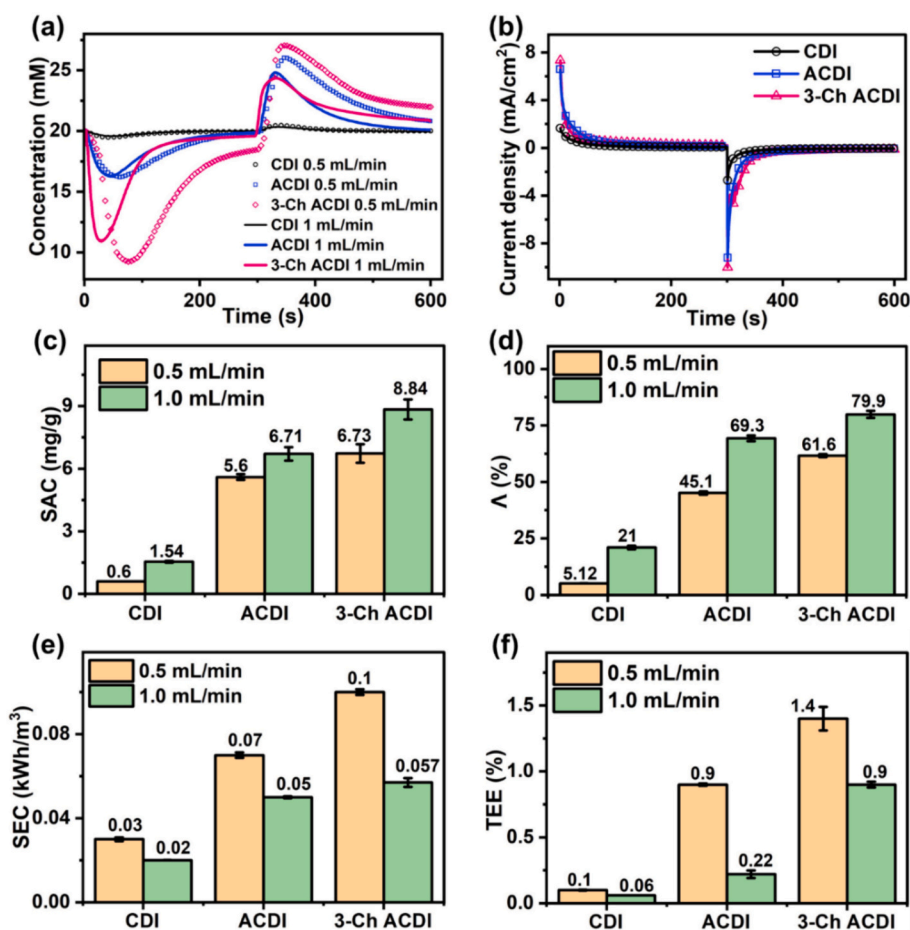 (a)
Concentration (mM)
25
20
15
10
CDI 0.5 mL/min
ACDI 0.5 mL/min
3-Ch ACDI 0.5 mL/min
CDI 1 mL/min
ACDI 1 mL/min
3-Ch ACDI 1 mL/min
0 200 400 600
Time (s)
(b)
Current density (mA/cm²)
8
4
0
-4
-8
CDI
ACDI
3-Ch ACDI
0 200 400 600
Time (s)
(c)
SAC (mg/g)
9
6
3
0
0.5 mL/min
1.0 mL/min
0.6 1.54 5.6 6.71 6.73 8.84
CDI ACDI 3-Ch ACDI
(d)
Λ (%)
100
75
50
25
0
0.5 mL/min
1.0 mL/min
5.12 21 45.1 69.3 61.6 79.9
CDI ACDI 3-Ch ACDI
(e)
SEC (kWh/m³)
0.08
0.04
0.00
0.5 mL/min
1.0 mL/min
0.03 0.02 0.07 0.05 0.1 0.057
CDI ACDI 3-Ch ACDI
(f)
TEE (%)
1.5
1.0
0.5
0.0
0.5 mL/min
1.0 mL/min
0.1 0.06 0.9 0.22 1.4 0.9
CDI ACDI 3-Ch ACDI